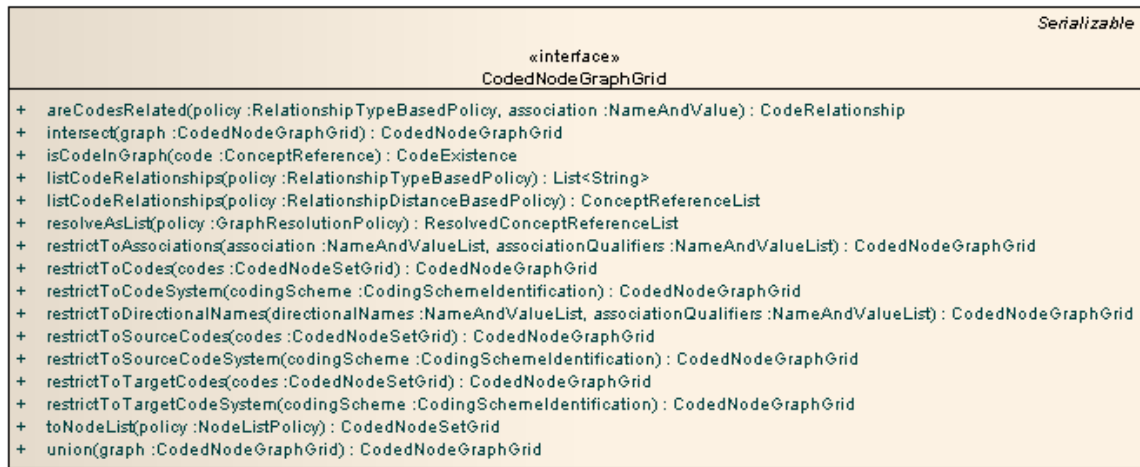 Serializable
«interface»
CodedNodeGraphGrid
+ areCodesRelated(policy :RelationshipTypeBasedPolicy, association :NameAndValue) : CodeRelationship
+ intersect(graph :CodedNodeGraphGrid) : CodedNodeGraphGrid
+ isCodeInGraph(code :ConceptReference) : CodeExistence
+ listCodeRelationships(policy :RelationshipTypeBasedPolicy) : List<String>
+ listCodeRelationships(policy :RelationshipDistanceBasedPolicy) : ConceptReferenceList
+ resolveAsList(policy :GraphResolutionPolicy) : ResolvedConceptReferenceList
+ restrictToAssociations(association :NameAndValueList, associationQualifiers :NameAndValueList) : CodedNodeGraphGrid
+ restrictToCodes(codes :CodedNodeSetGrid) : CodedNodeGraphGrid
+ restrictToCodeSystem(codingScheme :CodingSchemeIdentification) : CodedNodeGraphGrid
+ restrictToDirectionalNames(directionalNames :NameAndValueList, associationQualifiers :NameAndValueList) : CodedNodeGraphGrid
+ restrictToSourceCodes(codes :CodedNodeSetGrid) : CodedNodeGraphGrid
+ restrictToSourceCodeSystem(codingScheme :CodingSchemeIdentification) : CodedNodeGraphGrid
+ restrictToTargetCodes(codes :CodedNodeSetGrid) : CodedNodeGraphGrid
+ restrictToTargetCodeSystem(codingScheme :CodingSchemeIdentification) : CodedNodeGraphGrid
+ toNodeList(policy :NodeListPolicy) : CodedNodeSetGrid
+ union(graph :CodedNodeGraphGrid) : CodedNodeGraphGrid